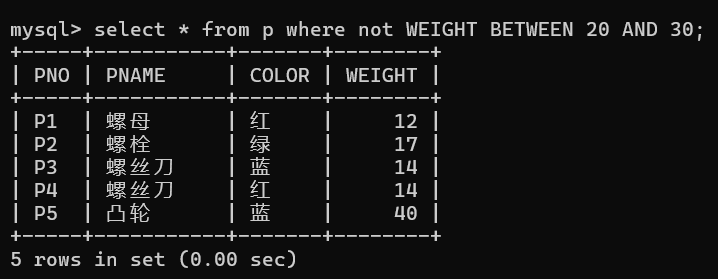 mysql> select * from p where not WEIGHT BETWEEN 20 AND 30;
+-----+-----------+-------+--------+
| PNO | PNAME     | COLOR | WEIGHT |
+-----+-----------+-------+--------+
| P1  | 螺母      | 红    |     12 |
| P2  | 螺栓      | 绿    |     17 |
| P3  | 螺丝刀    | 蓝    |     14 |
| P4  | 螺丝刀    | 红    |     14 |
| P5  | 凸轮      | 蓝    |     40 |
+-----+-----------+-------+--------+
5 rows in set (0.00 sec)